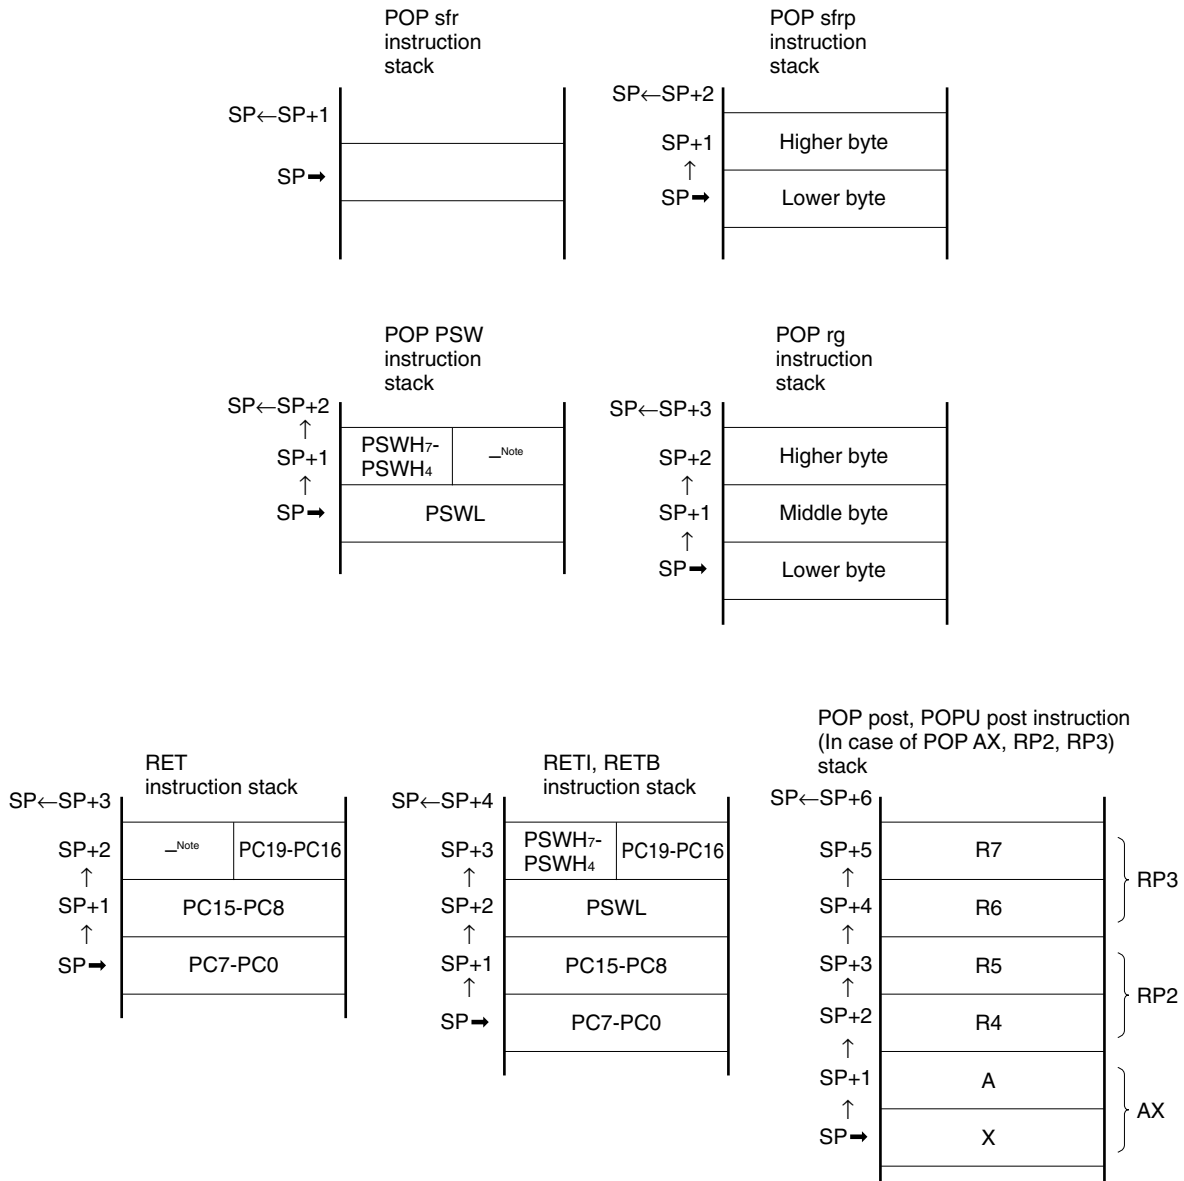 POP sfr
instruction
stack
SP←SP+1
SP➡
POP sfrp
instruction
stack
SP←SP+2
SP+1
Higher byte
↑
SP➡
Lower byte
POP PSW
instruction
stack
SP←SP+2
↑
SP+1
PSWH7-
PSWH4
–Note
↑
SP➡
PSWL
POP rg
instruction
stack
SP←SP+3
SP+2
Higher byte
↑
SP+1
Middle byte
↑
SP➡
Lower byte
RET
instruction stack
SP←SP+3
SP+2
–Note
PC19-PC16
↑
SP+1
PC15-PC8
↑
SP➡
PC7-PC0
RETI, RETB
instruction stack
SP←SP+4
SP+3
PSWH7-
PSWH4
PC19-PC16
↑
SP+2
PSWL
↑
SP+1
PC15-PC8
↑
SP➡
PC7-PC0
POP post, POPU post instruction
(In case of POP AX, RP2, RP3)
stack
SP←SP+6
SP+5
R7
↑
RP3
SP+4
R6
↑
SP+3
R5
↑
RP2
SP+2
R4
↑
SP+1
A
↑
AX
SP➡
X